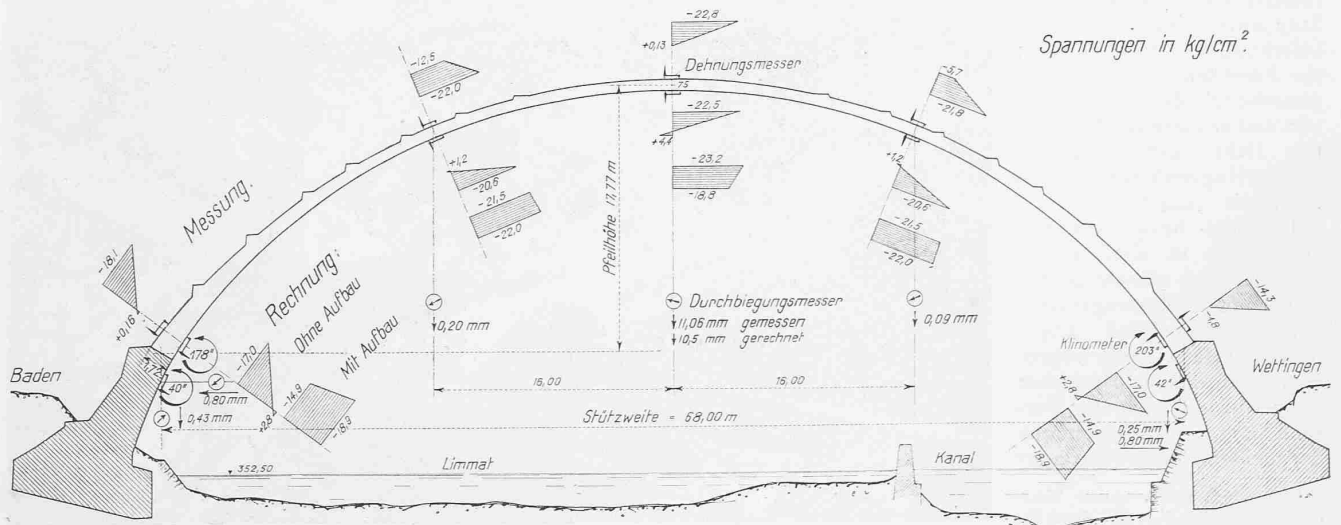 Spannungen in kg/cm².
-22,8
+0,13
Dehnungsmesser
75
-12,5
-22,0
-5,7
-21,8
-22,5
+4,4
-23,2
-18,8
+1,2
-20,6
-21,5
-22,0
+1,2
-20,6
-21,5
-22,0
Pfeilhöhe 17,77 m
Messung.
Rechnung:
Ohne Aufbau
Mit Aufbau
-18,1
+0,16
-14,3
-1,8
Durchbiegungsmesser
11,06 mm gemessen
10,5 mm gerechnet
0,20 mm
0,09 mm
Klinometer
178"
203"
1,72
40"
42"
Baden
Wettingen
-17,0
+2,8
-14,9
-18,9
+2,8
-17,0
-14,9
-18,9
0,80 mm
0,43 mm
0,25 mm
0,80 mm
16,00
16,00
Stützweite = 68,00 m
352,50
Limmat
Kanal